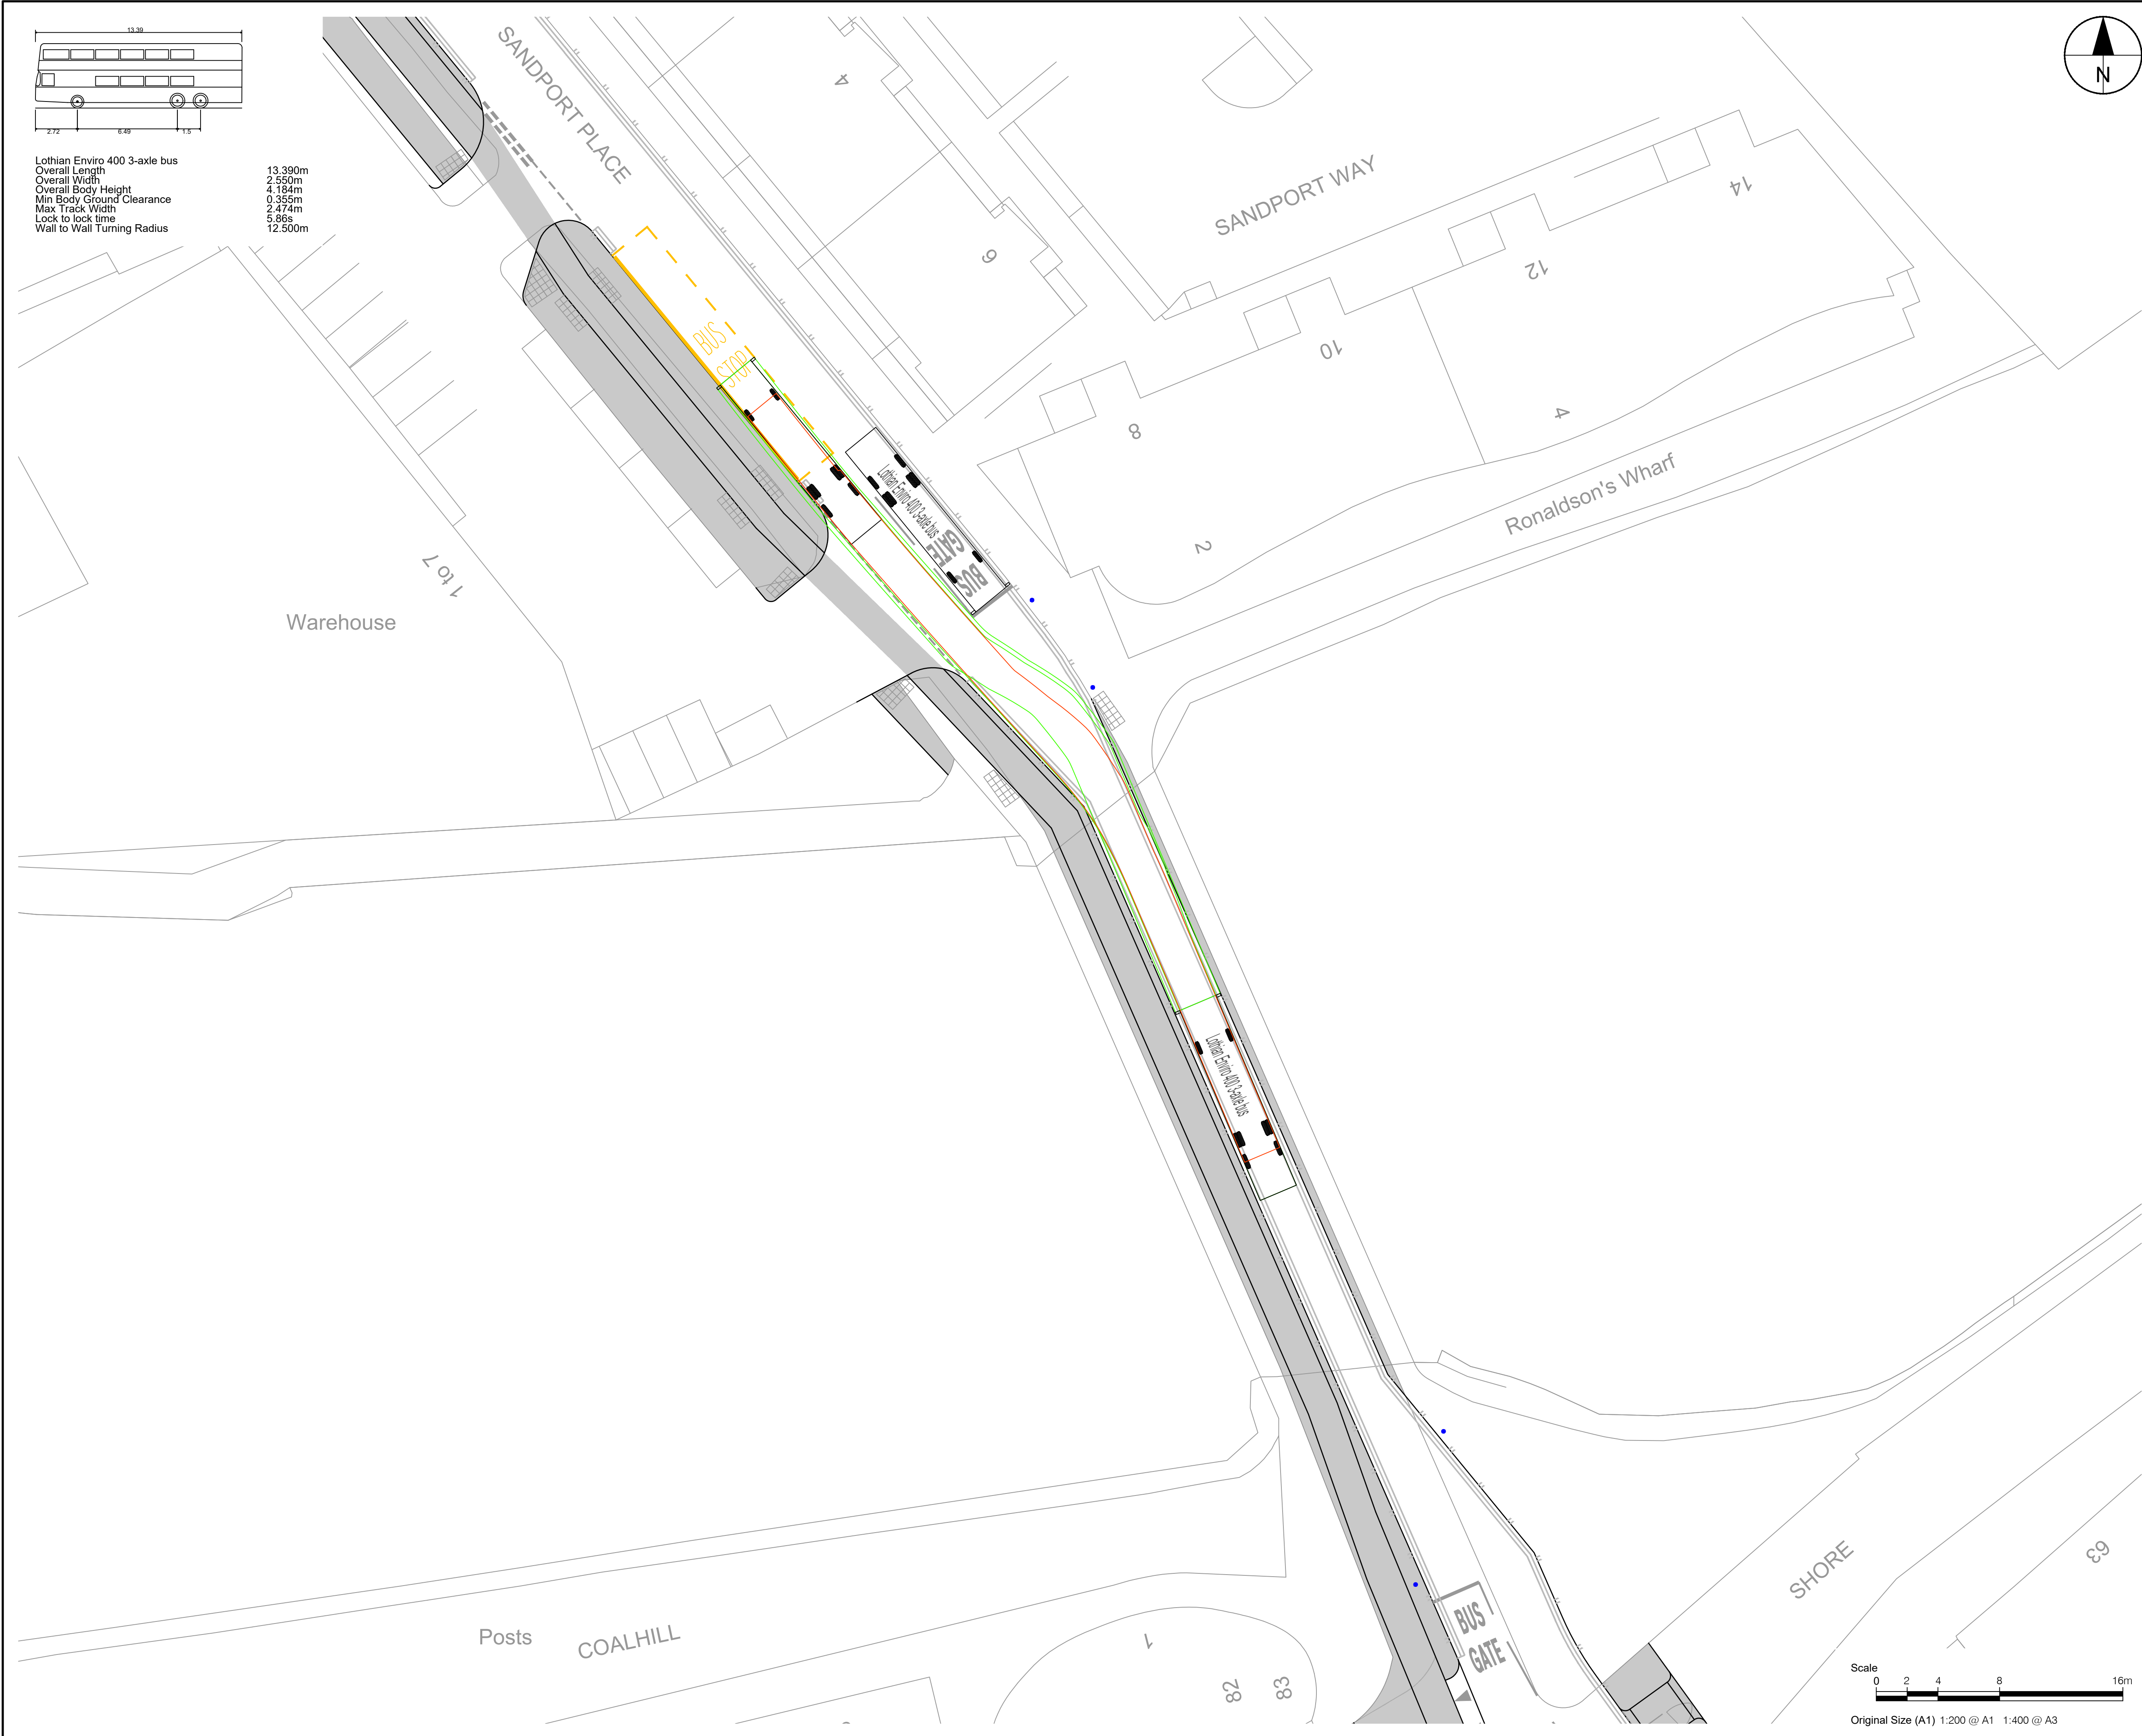 13.39
2.72 6.49 1.5
Lothian Enviro 400 3-axle bus
Overall Length 13.390m
Overall Width 2.550m
Overall Body Height 4.184m
Min Body Ground Clearance 0.355m
Max Track Width 2.474m
Lock to lock time 5.86s
Wall to Wall Turning Radius 12.500m
N
SANDPORT PLACE
4
6
SANDPORT WAY
14
12
10
8
4
2
Ronaldson's Wharf
BUS
STOP
Lothian Enviro 400 3-axle bus
BUS
GATE
1 to 7
Warehouse
Lothian Enviro 400 3-axle bus
Posts
COALHILL
1
82
83
BUS
GATE
SHORE
63
Scale
0 2 4 8 16m
Original Size (A1) 1:200 @ A1 1:400 @ A3